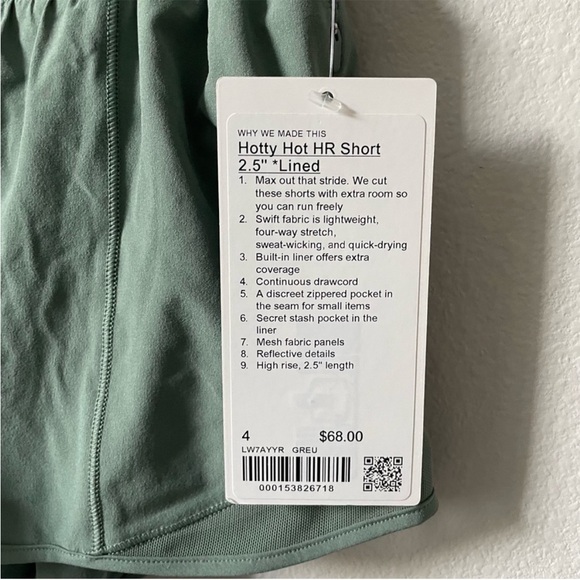 WHY WE MADE THIS
Hotty Hot HR Short
2.5" *Lined
1. Max out that stride. We cut
these shorts with extra room so
you can run freely
2. Swift fabric is lightweight,
four-way stretch,
sweat-wicking, and quick-drying
3. Built-in liner offers extra
coverage
4. Continuous drawcord
5. A discreet zippered pocket in
the seam for small items
6. Secret stash pocket in the
liner
7. Mesh fabric panels
8. Reflective details
9. High rise, 2.5" length
4 $68.00
LW7AYYR GREU
000153826718